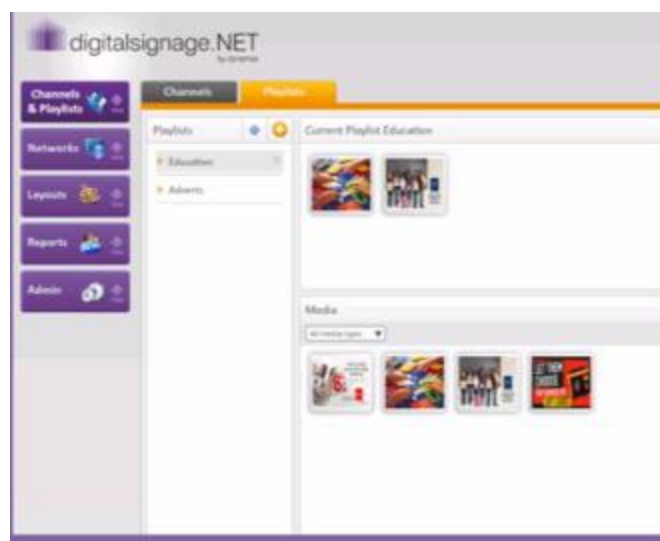 digitalsignage.NET
Channels
& Playlists
Networks
Layouts
Reports
Admin
Channels
Playlists
Playlists
Education
Adverts
Current Playlist Education
Media
All media types